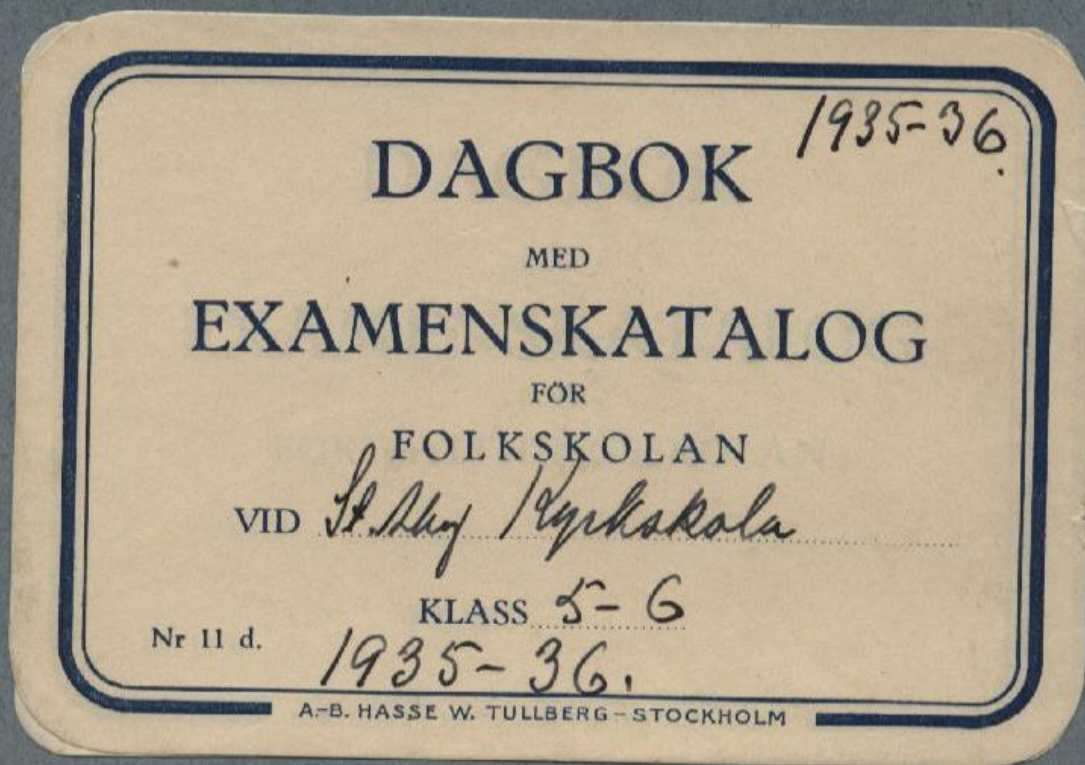 1935-36.
DAGBOK
MED
EXAMENSKATALOG
FÖR
FOLKSKOLAN
VID St. Åby Kyrkskola
KLASS 5-6
Nr 11 d.
1935-36.
A.-B. HASSE W. TULLBERG-STOCKHOLM